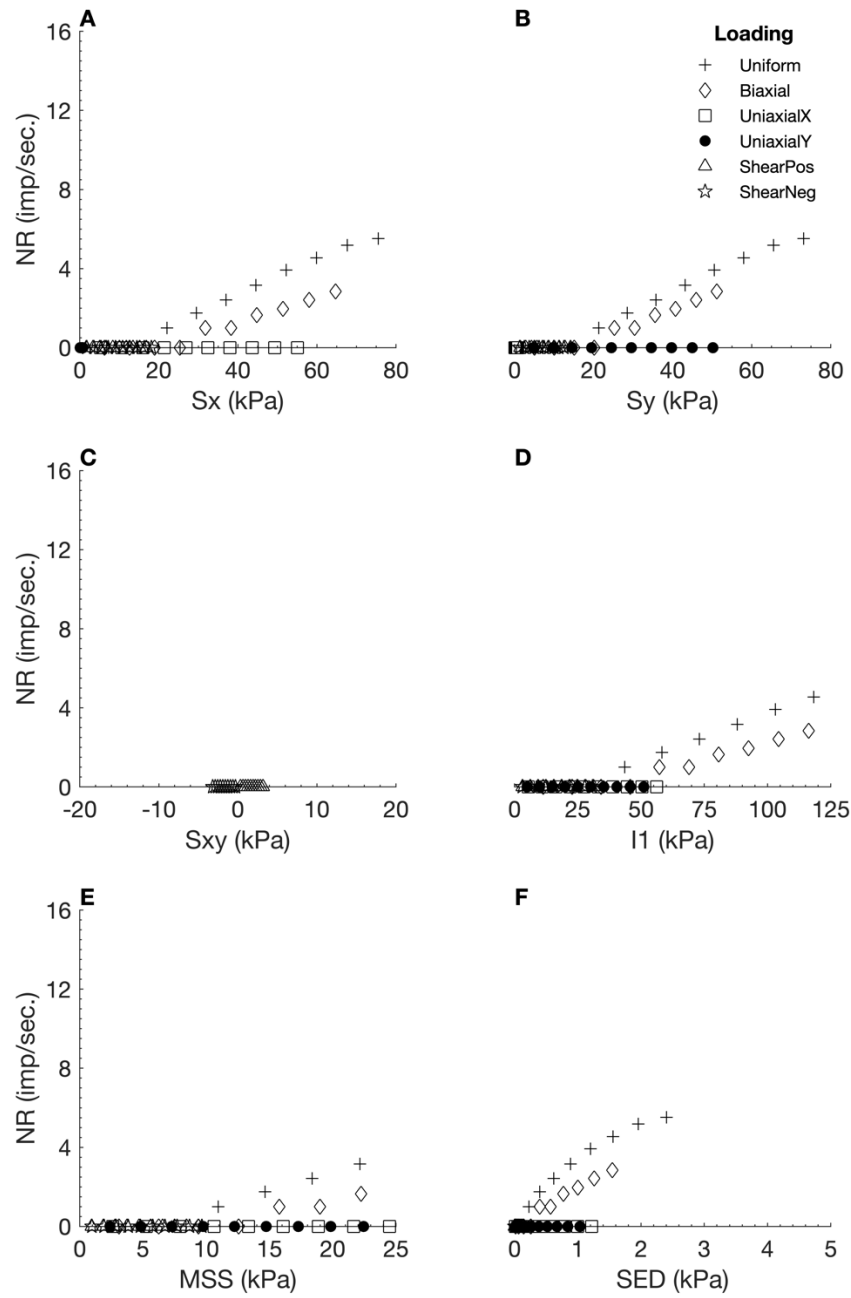 A
16
12
8
4
0
NR (imp/sec.)
0 20 40 60 80
Sx (kPa)
B
Loading
Uniform
Biaxial
UniaxialX
UniaxialY
ShearPos
ShearNeg
0 20 40 60 80
Sy (kPa)
C
16
12
8
4
0
NR (imp/sec.)
-20 -10 0 10 20
Sxy (kPa)
D
0 25 50 75 100 125
I1 (kPa)
E
16
12
8
4
0
NR (imp/sec.)
0 5 10 15 20 25
MSS (kPa)
F
0 1 2 3 4 5
SED (kPa)